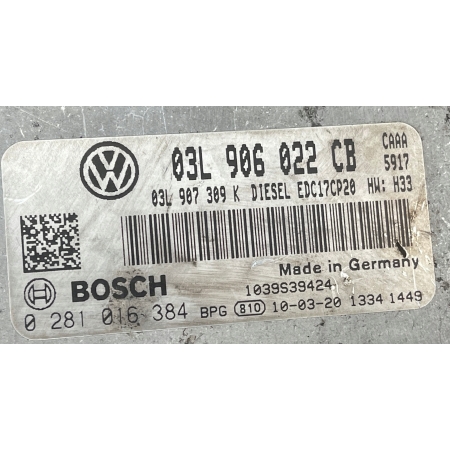 03L 906 022 CB CAAA
5917
03L 907 309 K DIESEL EDC17CP20 HW: H33
Made in Germany
BOSCH 1039S39424
0 281 016 384 BPG 810 10-03-20 1334 1449